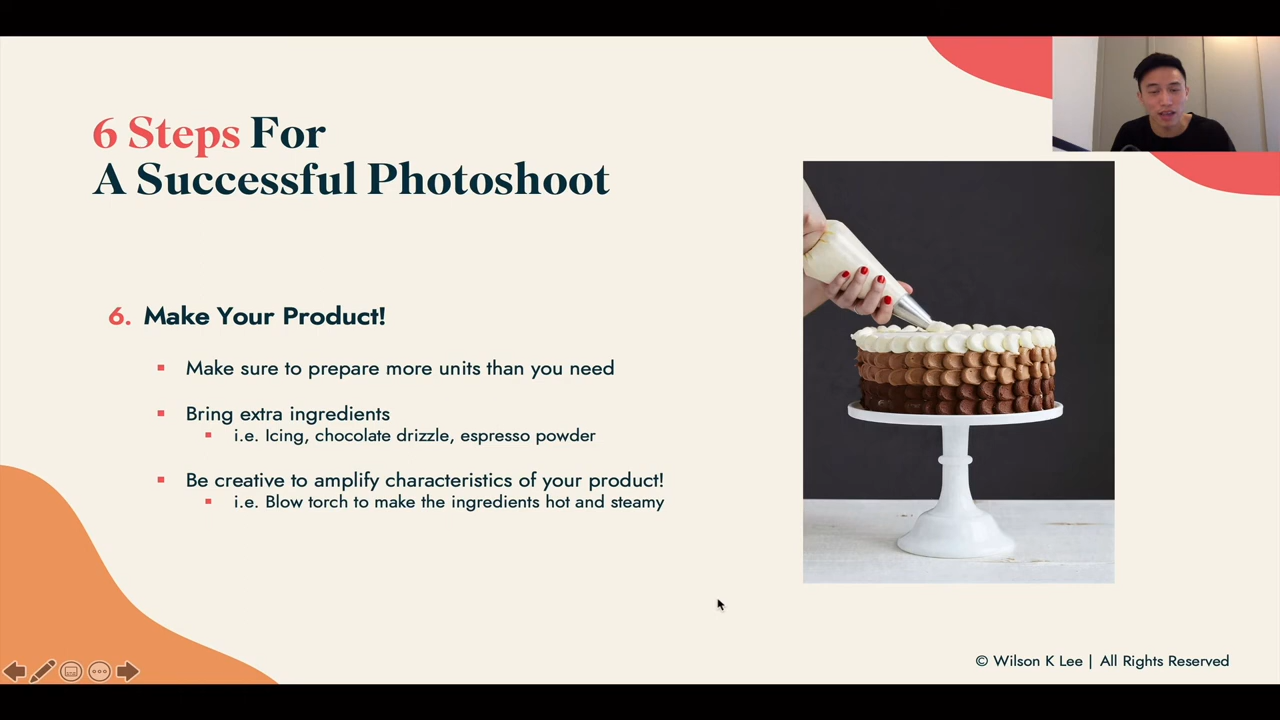 6 Steps For
A Successful Photoshoot
6. Make Your Product!
Make sure to prepare more units than you need
Bring extra ingredients
i.e. Icing, chocolate drizzle, espresso powder
Be creative to amplify characteristics of your product!
i.e. Blow torch to make the ingredients hot and steamy
© Wilson K Lee | All Rights Reserved